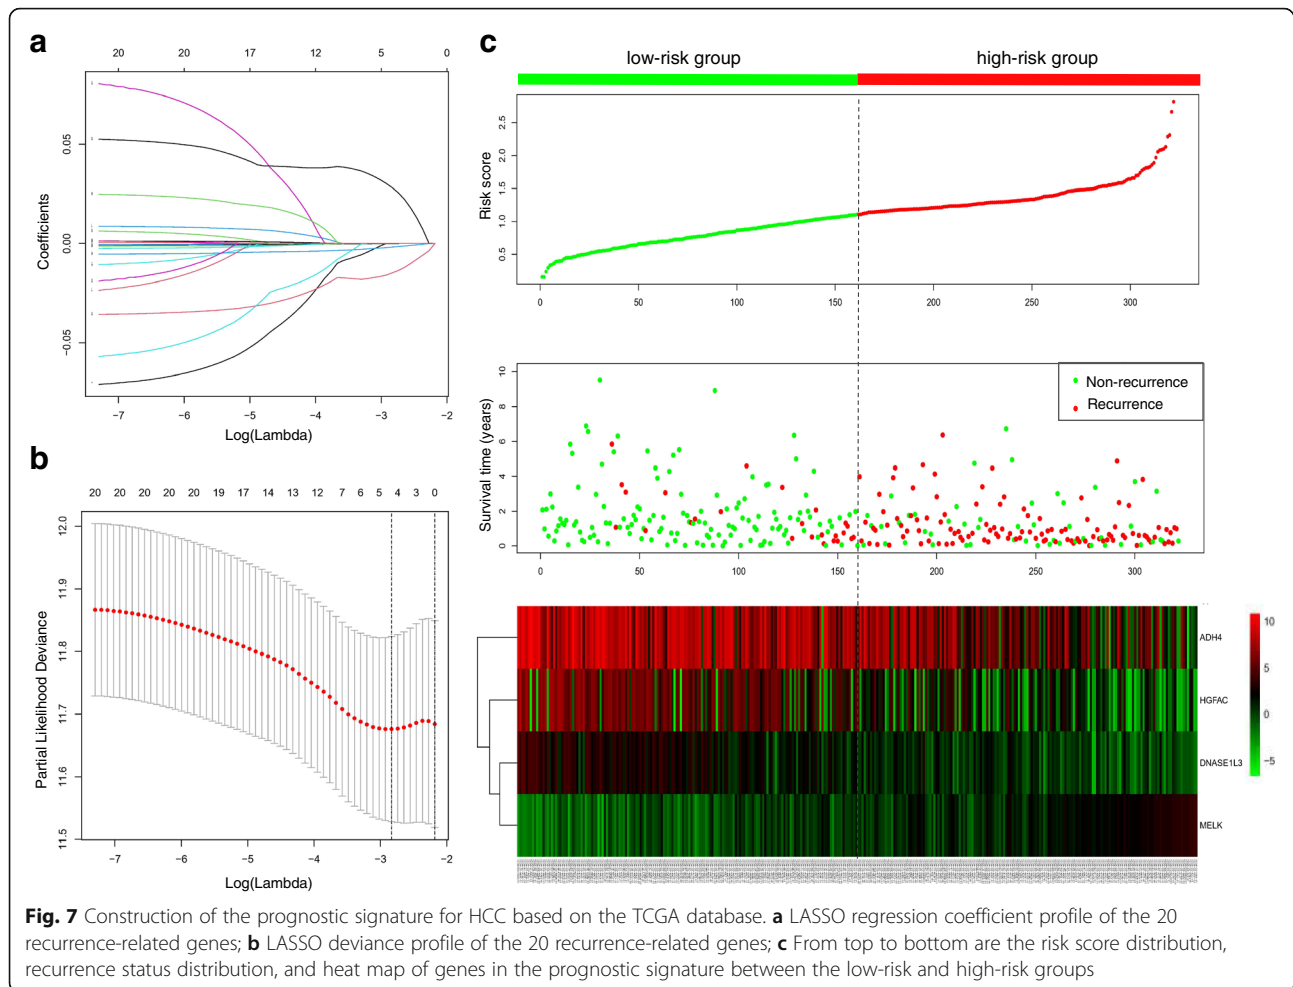 a
20 20 17 12 5 0
0.05
0.00
−0.05
Coefficients
−7 −6 −5 −4 −3 −2
Log(Lambda)
b
20 20 20 20 20 19 17 14 13 12 7 6 5 4 3 0
12.0
11.9
11.8
11.7
11.6
11.5
Partial Likelihood Deviance
−7 −6 −5 −4 −3 −2
Log(Lambda)
c
low-risk group high-risk group
2.5
2.0
1.5
1.0
0.5
Risk score
0 50 100 150 200 250 300
10
8
6
4
2
0
Survival time (years)
Non-recurrence
Recurrence
0 50 100 150 200 250 300
ADH4
HGFAC
DNASE1L3
MELK
10
5
0
−5
Fig. 7 Construction of the prognostic signature for HCC based on the TCGA database. a LASSO regression coefficient profile of the 20
recurrence-related genes; b LASSO deviance profile of the 20 recurrence-related genes; c From top to bottom are the risk score distribution,
recurrence status distribution, and heat map of genes in the prognostic signature between the low-risk and high-risk groups